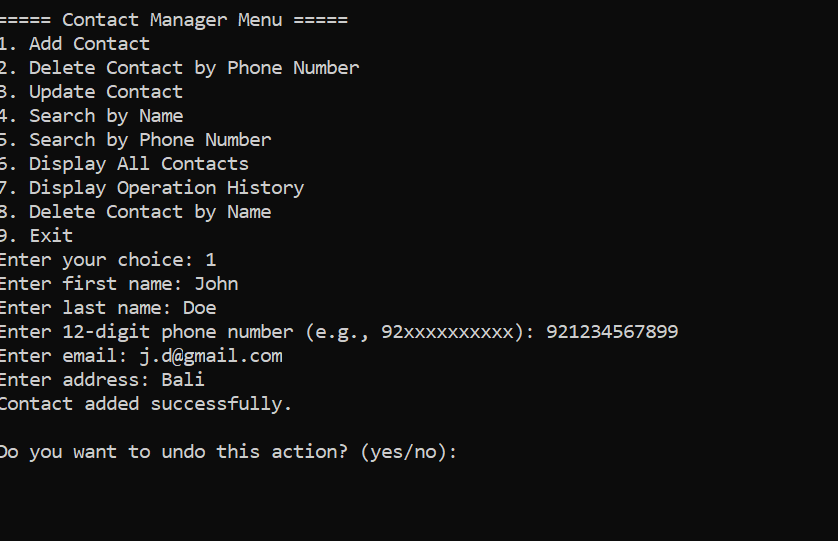 ===== Contact Manager Menu =====
1. Add Contact
2. Delete Contact by Phone Number
3. Update Contact
4. Search by Name
5. Search by Phone Number
6. Display All Contacts
7. Display Operation History
8. Delete Contact by Name
9. Exit
Enter your choice: 1
Enter first name: John
Enter last name: Doe
Enter 12-digit phone number (e.g., 92xxxxxxxxxx): 921234567899
Enter email: j.d@gmail.com
Enter address: Bali
Contact added successfully.
Do you want to undo this action? (yes/no):